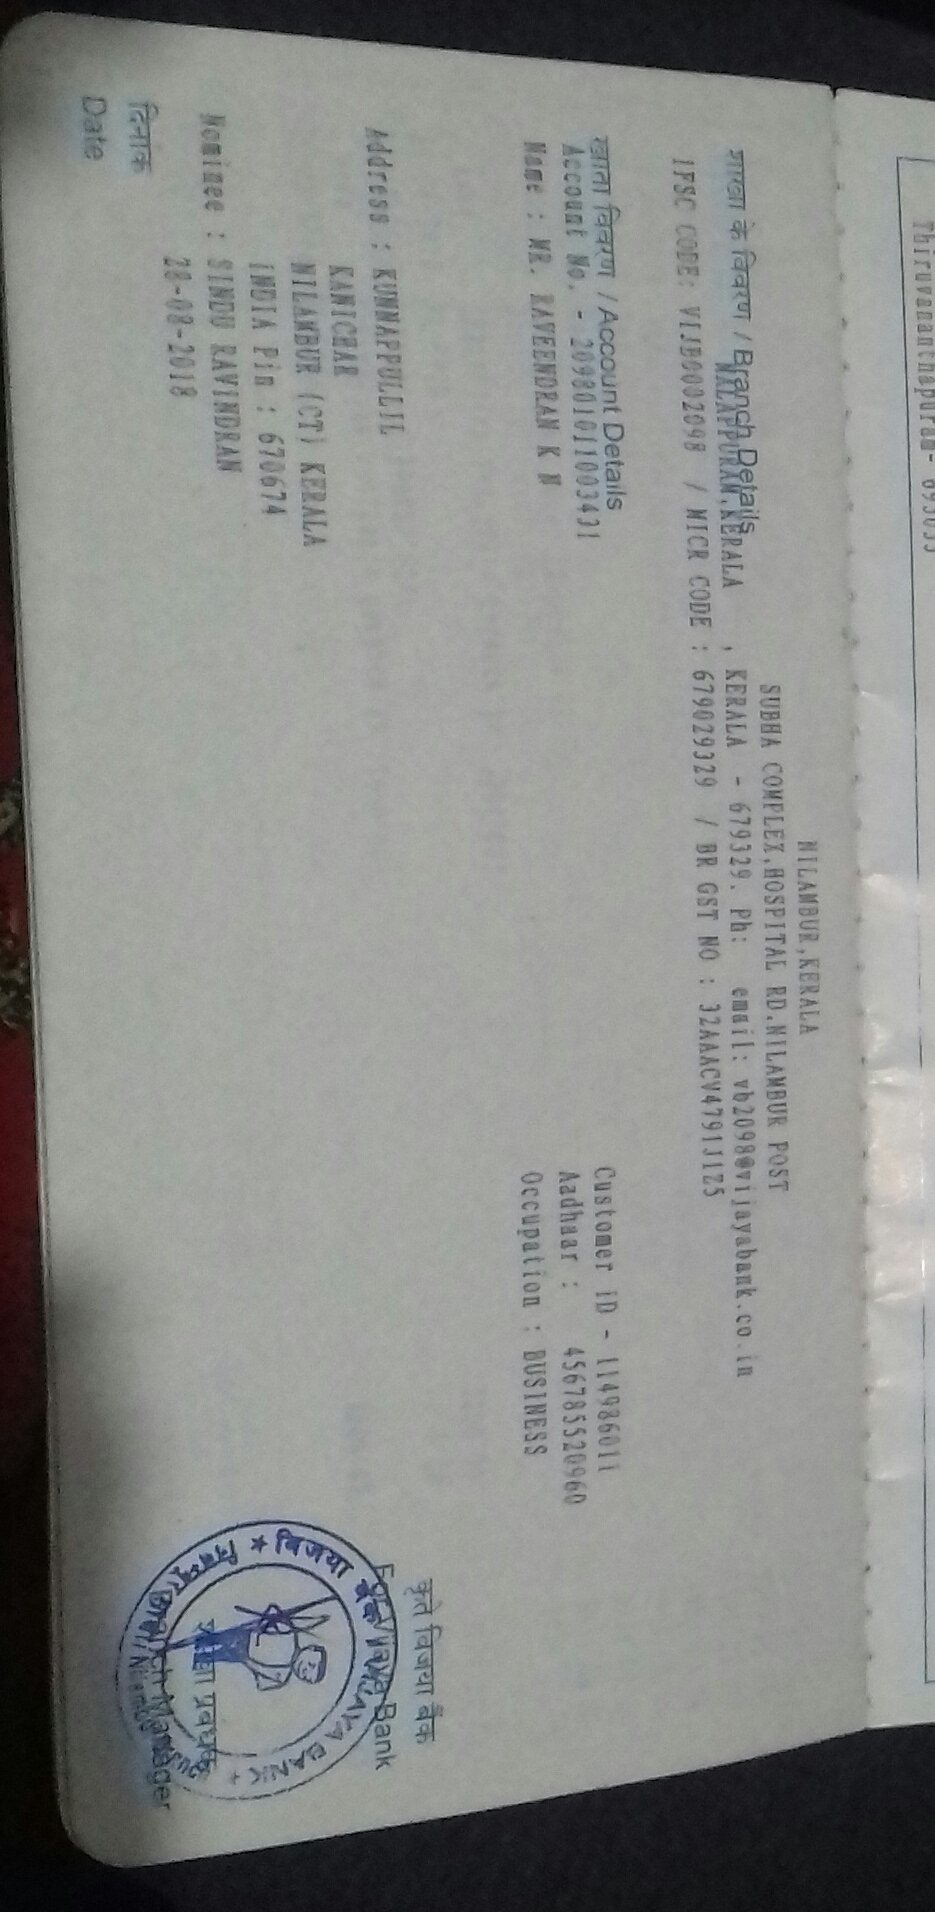 Thiruvananthapuram- 695035
NILAMBUR,KERALA
SUBHA COMPLEX,HOSPITAL RD.NILAMBUR POST
शाखा के विवरण / Branch Details
MALAPPURAM,KERALA , KERALA - 679329. Ph: email: vb2098@vijayabank.co.in
IFSC CODE: VIJB0002098 / MICR CODE : 679029329 / BR GST NO : 32AAACV4791J1Z5
खाता विवरण / Account Details
Customer ID - 114986011
Account No. - 209801011003431
Aadhaar : 456785520960
Name : MR. RAVEENDRAN K N
Occupation : BUSINESS
Address : KUNNAPPULLIL
KANICHAR
NILAMBUR (CT) KERALA
INDIA Pin : 670674
Nominee : SINDU RAVINDRAN
28-08-2018
दिनांक
Date
कृते विजया बैंक
For Vijaya Bank
शाखा प्रबंधक
Branch Manager
विजया बैंक VIJAYA BANK